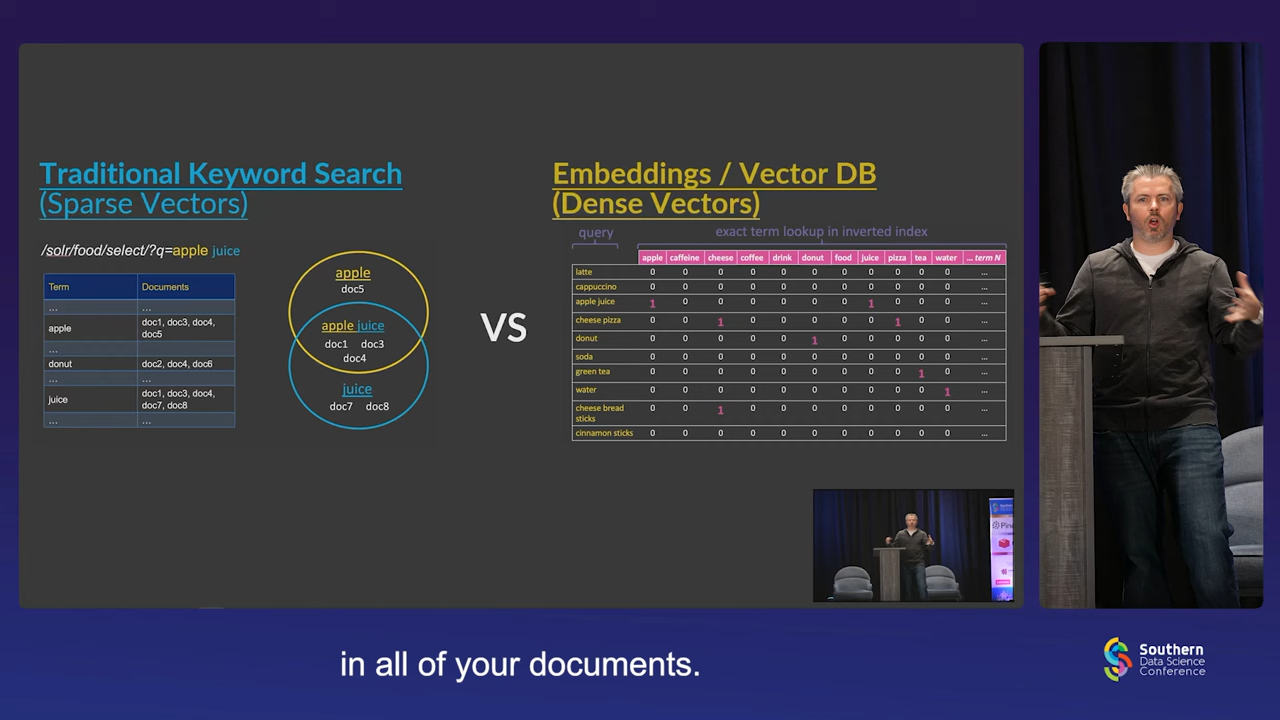 Traditional Keyword Search
(Sparse Vectors)
/solr/food/select/?q=apple juice
Term Documents
... ...
apple doc1, doc3, doc4,
doc5
... 
donut doc2, doc4, doc6
... ...
juice doc1, doc3, doc4,
doc7, doc8
... ...
apple
doc5
apple juice
doc1 doc3
doc4
juice
doc7 doc8
VS
Embeddings / Vector DB
(Dense Vectors)
query exact term lookup in inverted index
apple caffeine cheese coffee drink donut food juice pizza tea water ... term N
latte 0 0 0 0 0 0 0 0 0 0 0 ...
cappuccino 0 0 0 0 0 0 0 0 0 0 0 ...
apple juice 1 0 0 0 0 0 0 1 0 0 0 ...
cheese pizza 0 0 1 0 0 0 0 0 1 0 0 ...
donut 0 0 0 0 0 1 0 0 0 0 0 ...
soda 0 0 0 0 0 0 0 0 0 0 0 ...
green tea 0 0 0 0 0 0 0 0 0 1 0 ...
water 0 0 0 0 0 0 0 0 0 0 1 ...
cheese bread
sticks 0 0 1 0 0 0 0 0 0 0 0 ...
cinnamon sticks 0 0 0 0 0 0 0 0 0 0 0 ...
in all of your documents.
Southern
Data Science
Conference